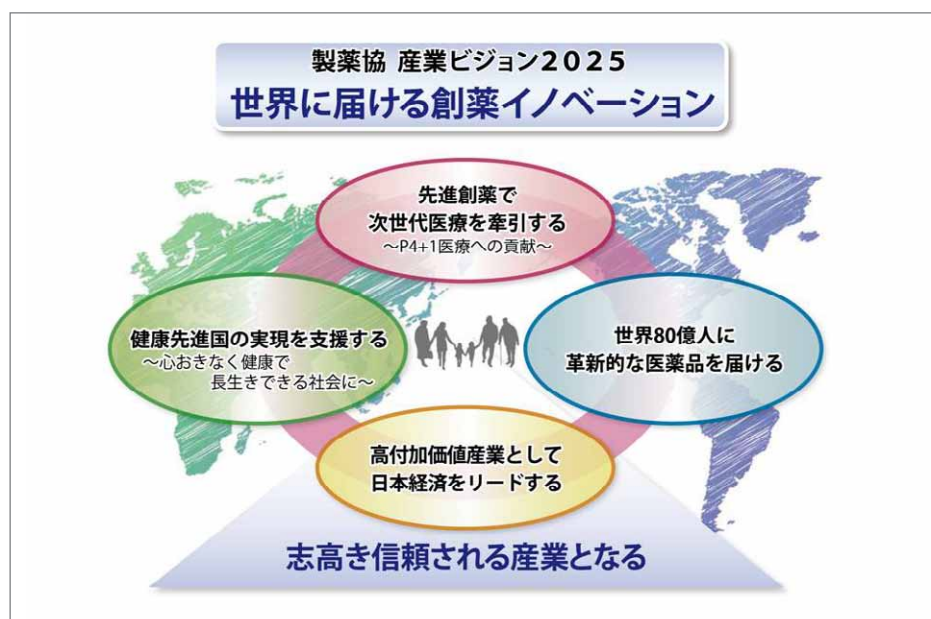 製薬協 産業ビジョン2025
世界に届ける創薬イノベーション
先進創薬で
次世代医療を牽引する
～P4+1医療への貢献～
健康先進国の実現を支援する
～心おきなく健康で
長生きできる社会に～
世界80億人に
革新的な医薬品を届ける
高付加価値産業として
日本経済をリードする
志高き信頼される産業となる